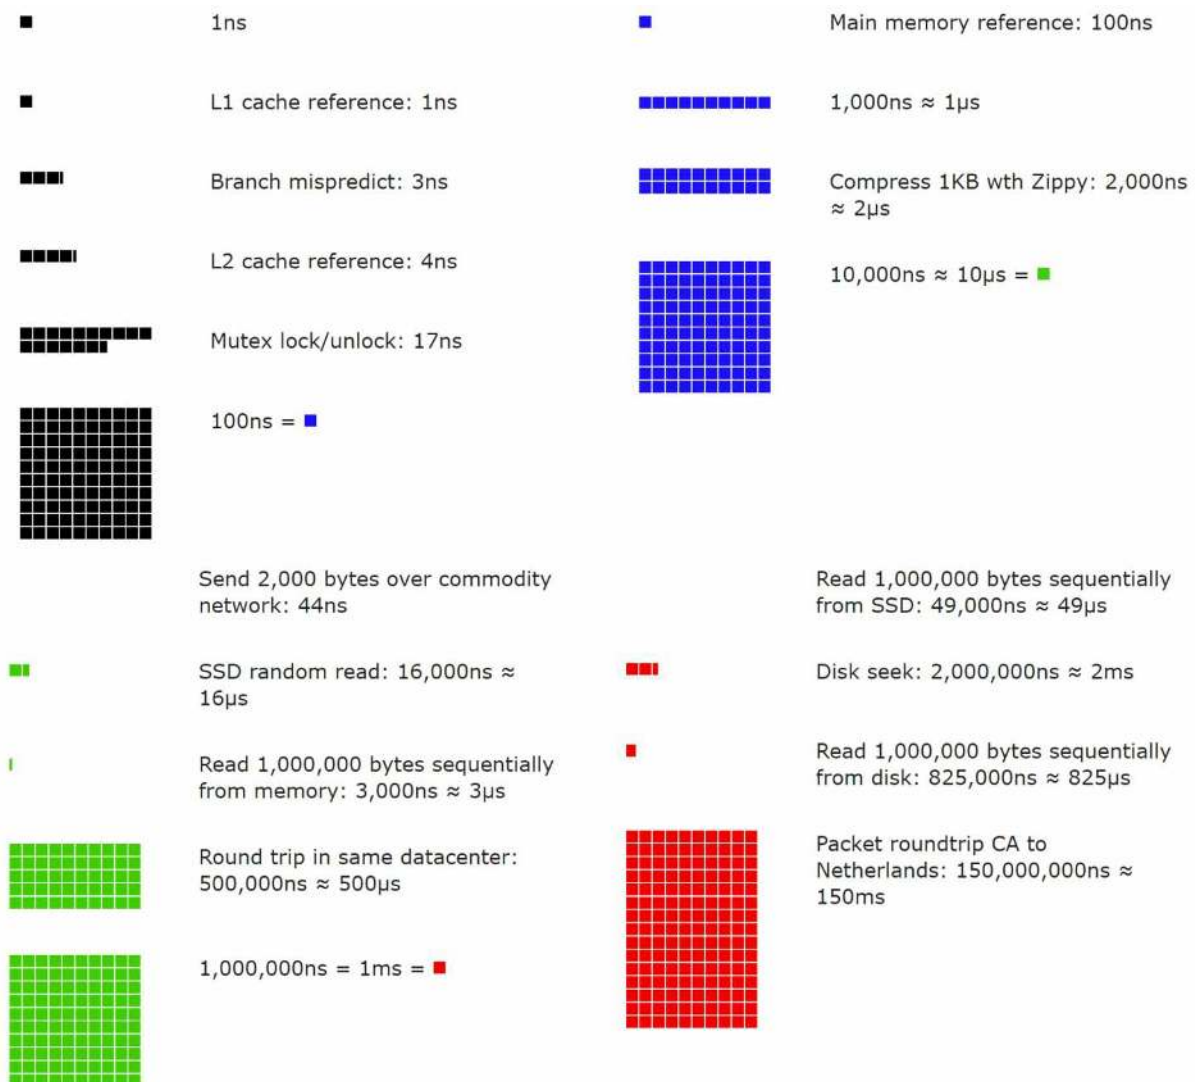 1ns
L1 cache reference: 1ns
Branch mispredict: 3ns
L2 cache reference: 4ns
Mutex lock/unlock: 17ns
100ns =
Main memory reference: 100ns
1,000ns ≈ 1μs
Compress 1KB wth Zippy: 2,000ns
≈ 2μs
10,000ns ≈ 10μs =
Send 2,000 bytes over commodity
network: 44ns
SSD random read: 16,000ns ≈
16μs
Read 1,000,000 bytes sequentially
from memory: 3,000ns ≈ 3μs
Round trip in same datacenter:
500,000ns ≈ 500μs
1,000,000ns = 1ms =
Read 1,000,000 bytes sequentially
from SSD: 49,000ns ≈ 49μs
Disk seek: 2,000,000ns ≈ 2ms
Read 1,000,000 bytes sequentially
from disk: 825,000ns ≈ 825μs
Packet roundtrip CA to
Netherlands: 150,000,000ns ≈
150ms